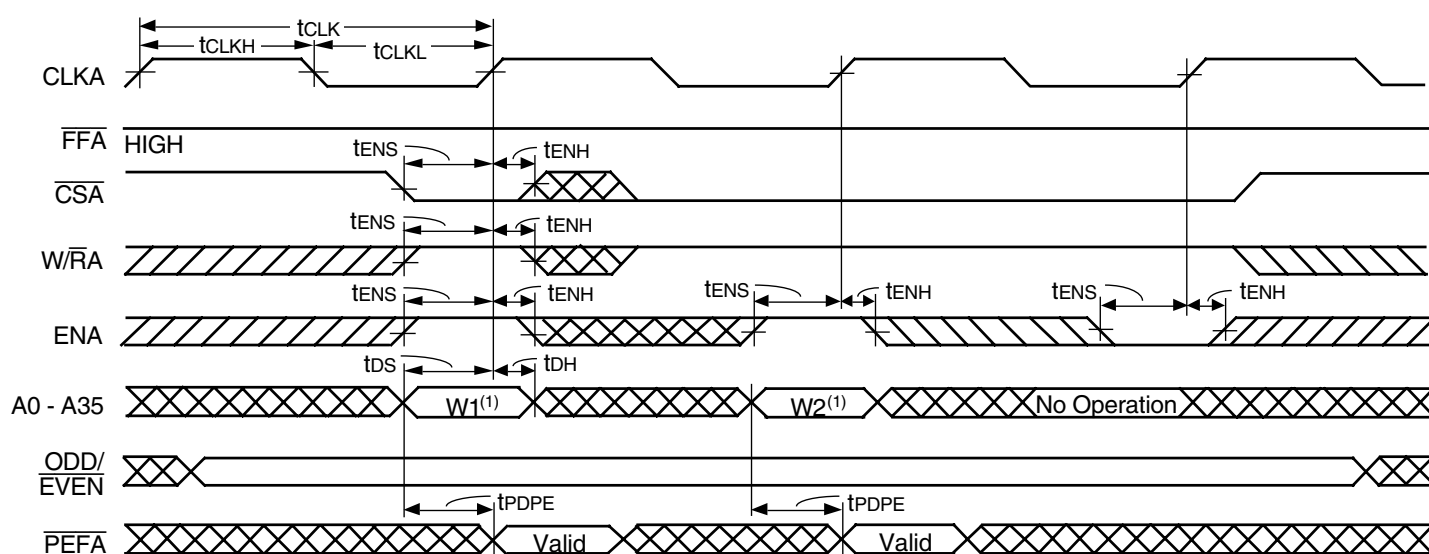 tCLK
tCLKH tCLKL
CLKA
FFA HIGH
tENS tENH
CSA
tENS tENH
W/RA
tENS tENH tENS tENH tENS tENH
ENA
tDS tDH
A0 - A35 W1(1) W2(1) No Operation
ODD/
EVEN
tPDPE tPDPE
PEFA Valid Valid